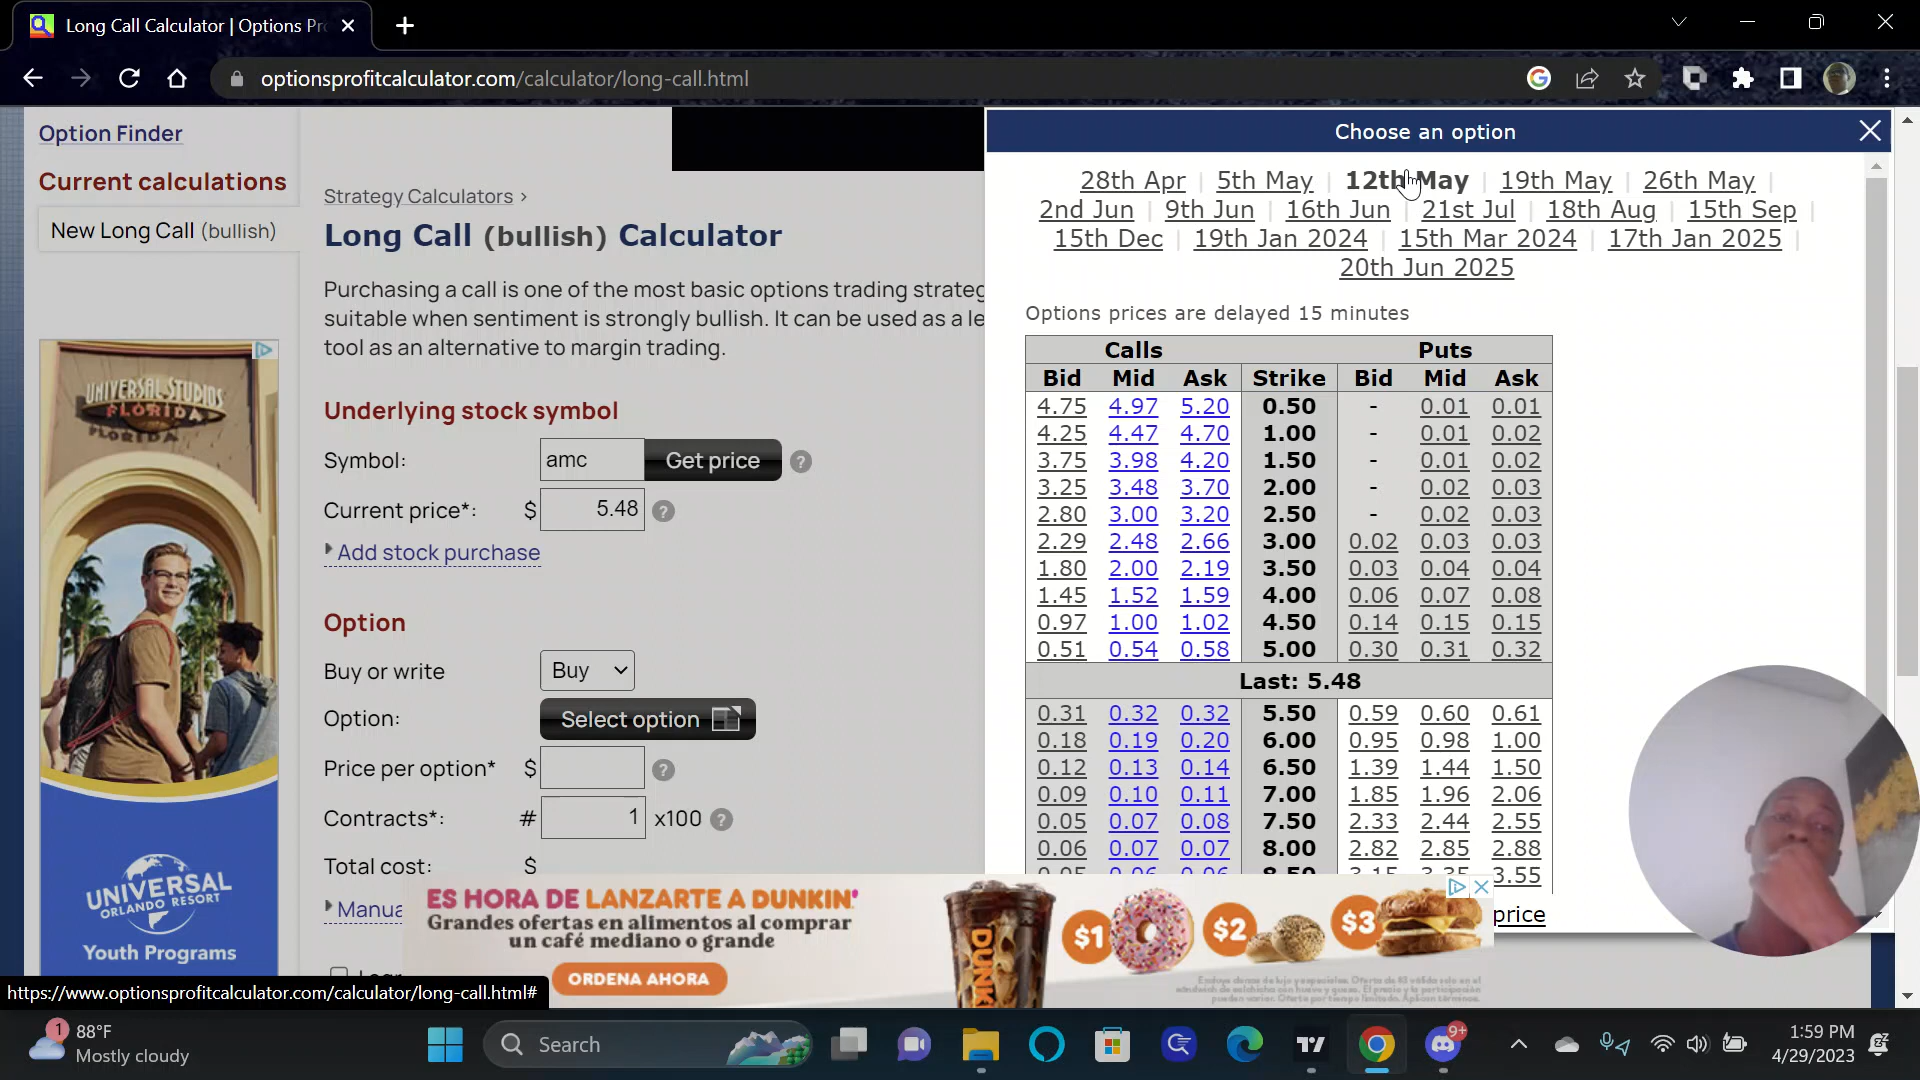 Long Call Calculator | Options Pr
optionsprofitcalculator.com/calculator/long-call.html
Option Finder
Current calculations
New Long Call (bullish)
UNIVERSAL STUDIOS
FLORIDA
UNIVERSAL
ORLANDO RESORT
Youth Programs
Strategy Calculators ›
Long Call (bullish) Calculator
Purchasing a call is one of the most basic options trading strateg
suitable when sentiment is strongly bullish. It can be used as a le
tool as an alternative to margin trading.
Underlying stock symbol
Symbol: amc Get price ?
Current price*: $ 5.48 ?
Add stock purchase
Option
Buy or write Buy
Option: Select option
Price per option* $ ?
Contracts*: # 1 x100 ?
Total cost: $
Manua
Choose an option
28th Apr | 5th May | 12th May | 19th May | 26th May |
2nd Jun | 9th Jun | 16th Jun | 21st Jul | 18th Aug | 15th Sep |
15th Dec | 19th Jan 2024 | 15th Mar 2024 | 17th Jan 2025 |
20th Jun 2025
Options prices are delayed 15 minutes
Calls Puts
Bid Mid Ask Strike Bid Mid Ask
4.75 4.97 5.20 0.50 - 0.01 0.01
4.25 4.47 4.70 1.00 - 0.01 0.02
3.75 3.98 4.20 1.50 - 0.01 0.02
3.25 3.48 3.70 2.00 - 0.02 0.03
2.80 3.00 3.20 2.50 - 0.02 0.03
2.29 2.48 2.66 3.00 0.02 0.03 0.03
1.80 2.00 2.19 3.50 0.03 0.04 0.04
1.45 1.52 1.59 4.00 0.06 0.07 0.08
0.97 1.00 1.02 4.50 0.14 0.15 0.15
0.51 0.54 0.58 5.00 0.30 0.31 0.32
Last: 5.48
0.31 0.32 0.32 5.50 0.59 0.60 0.61
0.18 0.19 0.20 6.00 0.95 0.98 1.00
0.12 0.13 0.14 6.50 1.39 1.44 1.50
0.09 0.10 0.11 7.00 1.85 1.96 2.06
0.05 0.07 0.08 7.50 2.33 2.44 2.55
0.06 0.07 0.07 8.00 2.82 2.85 2.88
0.05 0.06 0.06 8.50 3.15 3.35 3.55
price
ES HORA DE LANZARTE A DUNKIN'
Grandes ofertas en alimentos al comprar
un café mediano o grande
ORDENA AHORA
$1 $2 $3
https://www.optionsprofitcalculator.com/calculator/long-call.html#
1 88°F
Mostly cloudy
Search
9+
1:59 PM
4/29/2023